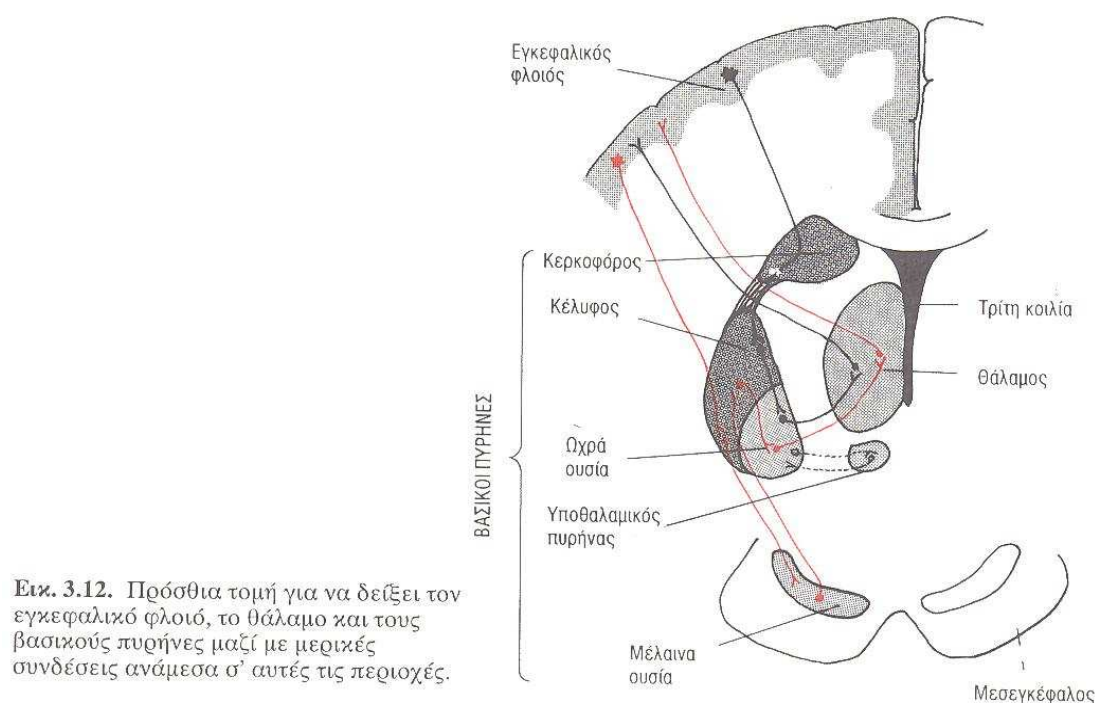 Εγκεφαλικός
φλοιός
Κερκοφόρος
Κέλυφος
Τρίτη κοιλία
Θάλαμος
ΒΑΣΙΚΟΙ ΠΥΡΗΝΕΣ
Ωχρά
ουσία
Υποθαλαμικός
πυρήνας
Μέλαινα
ουσία
Μεσεγκέφαλος
Εικ. 3.12. Πρόσθια τομή για να δείξει τον
εγκεφαλικό φλοιό, το θάλαμο και τους
βασικούς πυρήνες μαζί με μερικές
συνδέσεις ανάμεσα σ' αυτές τις περιοχές.